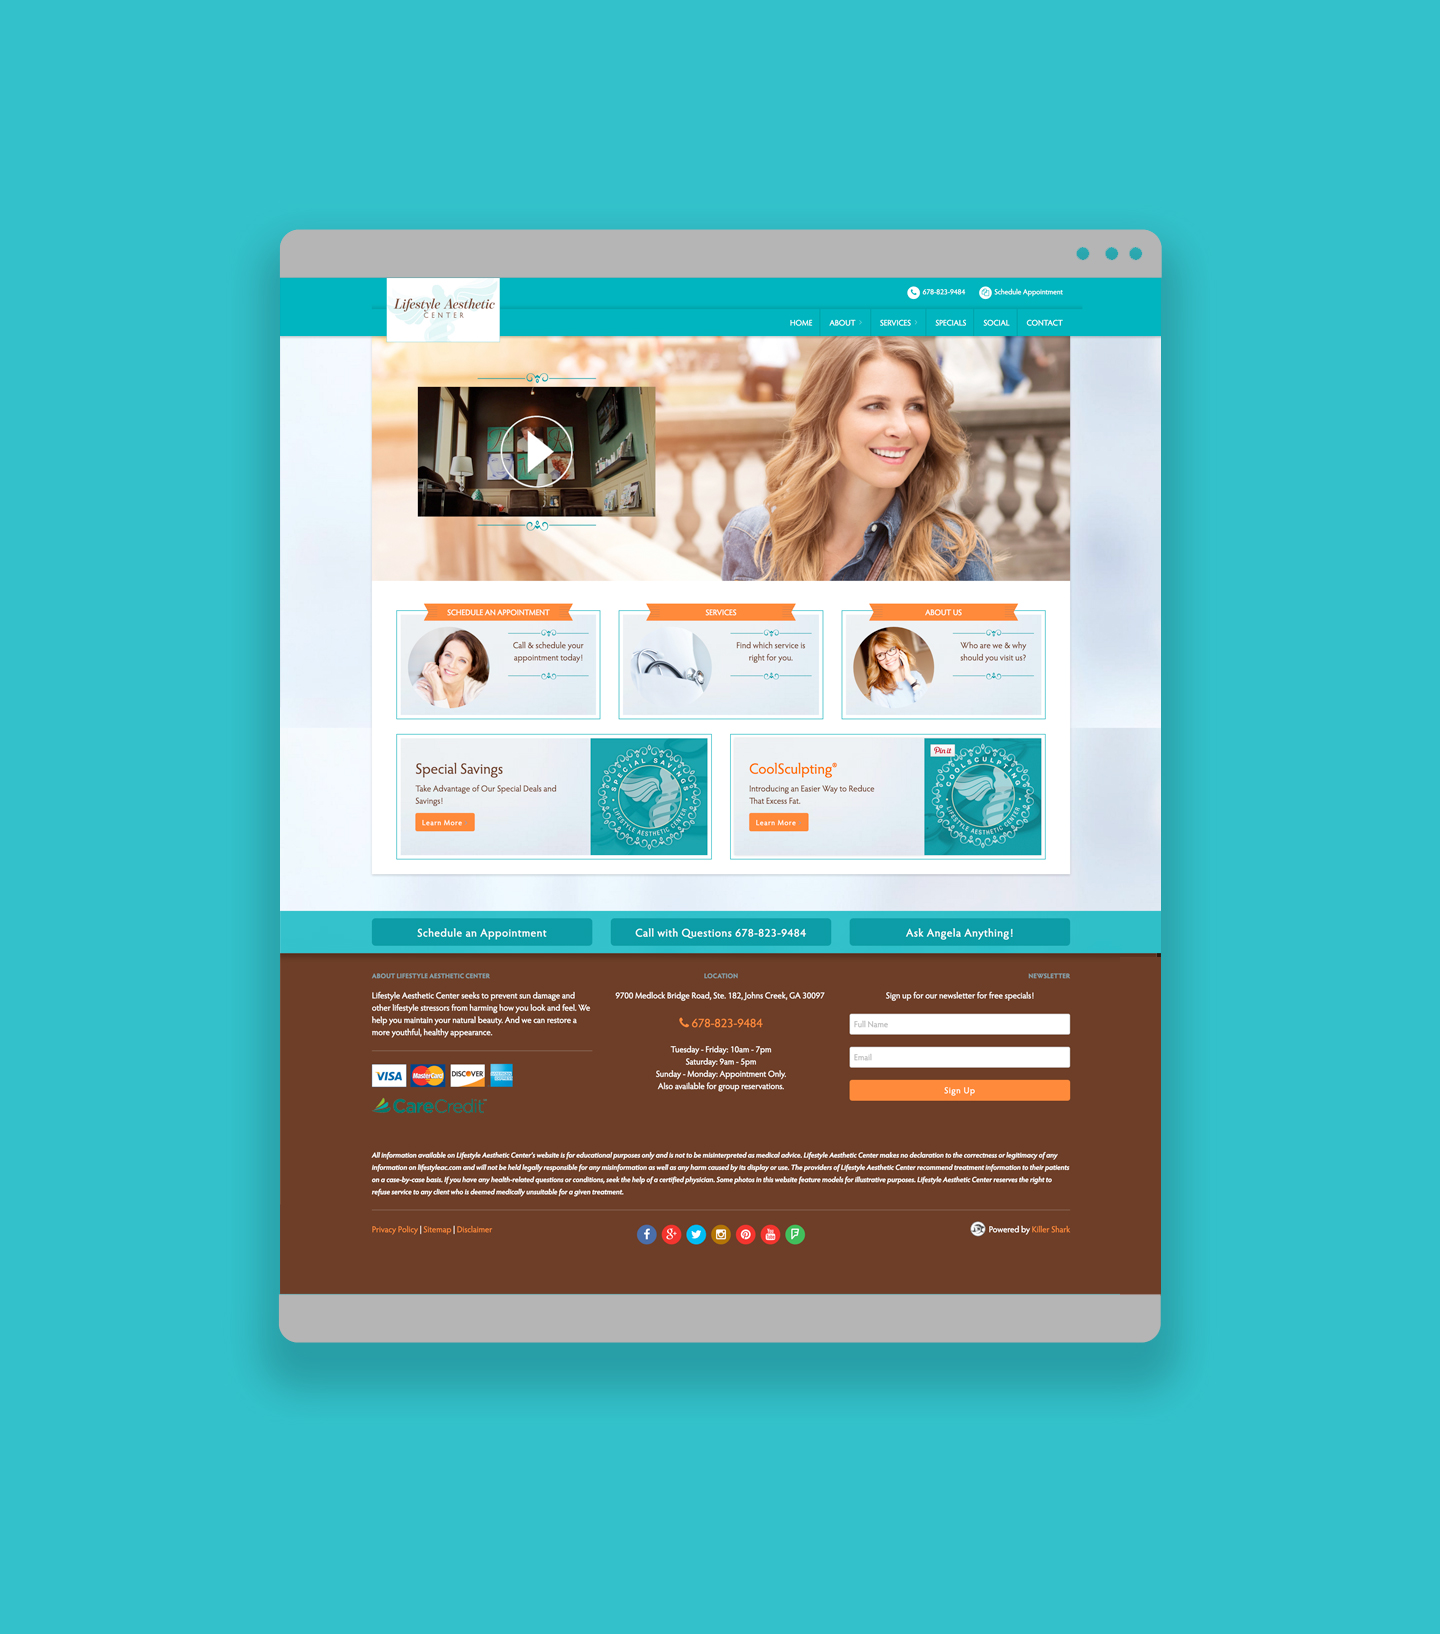 Lifestyle Aesthetic
CENTER
678-823-9484
Schedule Appointment
HOME
ABOUT
SERVICES
SPECIALS
SOCIAL
CONTACT
SCHEDULE AN APPOINTMENT
Call & schedule your
appointment today!
SERVICES
Find which service is
right for you.
ABOUT US
Who are we & why
should you visit us?
Special Savings
Take Advantage of Our Special Deals and
Savings!
Learn More
SPECIAL SAVINGS
LIFESTYLE AESTHETIC CENTER
CoolSculpting®
Introducing an Easier Way to Reduce
That Excess Fat.
Learn More
Pin it
COOLSCULPTING
LIFESTYLE AESTHETIC CENTER
Schedule an Appointment
Call with Questions 678-823-9484
Ask Angela Anything!
ABOUT LIFESTYLE AESTHETIC CENTER
Lifestyle Aesthetic Center seeks to prevent sun damage and
other lifestyle stressors from harming how you look and feel. We
help you maintain your natural beauty. And we can restore a
more youthful, healthy appearance.
VISA
MasterCard
DISCOVER
AMERICAN EXPRESS
CareCredit
LOCATION
9700 Medlock Bridge Road, Ste. 182, Johns Creek, GA 30097
678-823-9484
Tuesday - Friday: 10am - 7pm
Saturday: 9am - 5pm
Sunday - Monday: Appointment Only.
Also available for group reservations.
NEWSLETTER
Sign up for our newsletter for free specials!
Full Name
Email
Sign Up
All information available on Lifestyle Aesthetic Center's website is for educational purposes only and is not to be misinterpreted as medical advice. Lifestyle Aesthetic Center makes no declaration to the correctness or legitimacy of any
information on lifestyleac.com and will not be held legally responsible for any misinformation as well as any harm caused by its display or use. The providers of Lifestyle Aesthetic Center recommend treatment information to their patients
on a case-by-case basis. If you have any health-related questions or conditions, seek the help of a certified physician. Some photos in this website feature models for illustrative purposes. Lifestyle Aesthetic Center reserves the right to
refuse service to any client who is deemed medically unsuitable for a given treatment.
Privacy Policy | Sitemap | Disclaimer
Powered by Killer Shark